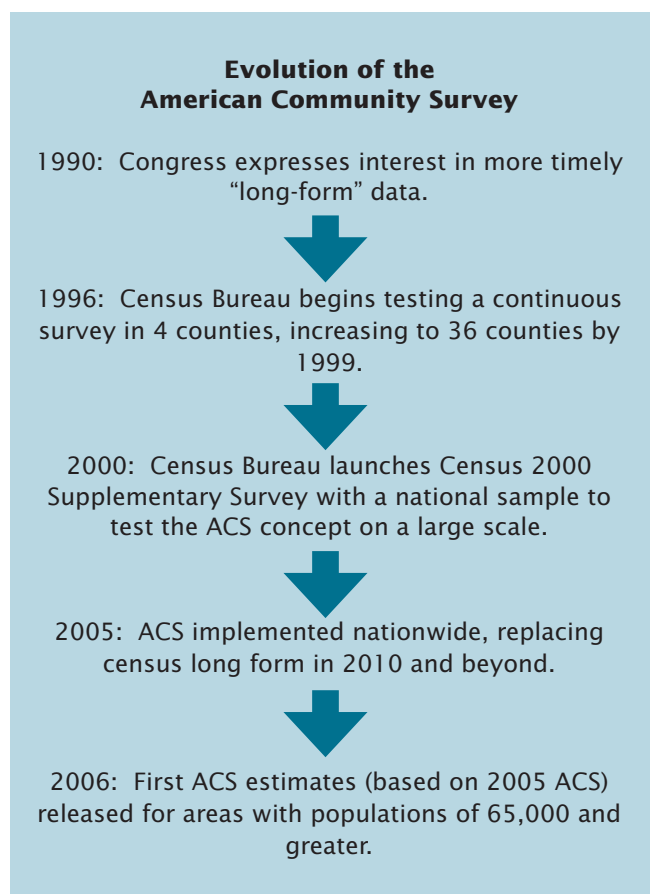 Evolution of the
American Community Survey
1990:  Congress expresses interest in more timely
“long-form” data.
1996:  Census Bureau begins testing a continuous
survey in 4 counties, increasing to 36 counties by
1999.
2000:  Census Bureau launches Census 2000
Supplementary Survey with a national sample to
test the ACS concept on a large scale.
2005:  ACS implemented nationwide, replacing
census long form in 2010 and beyond.
2006:  First ACS estimates (based on 2005 ACS)
released for areas with populations of 65,000 and
greater.